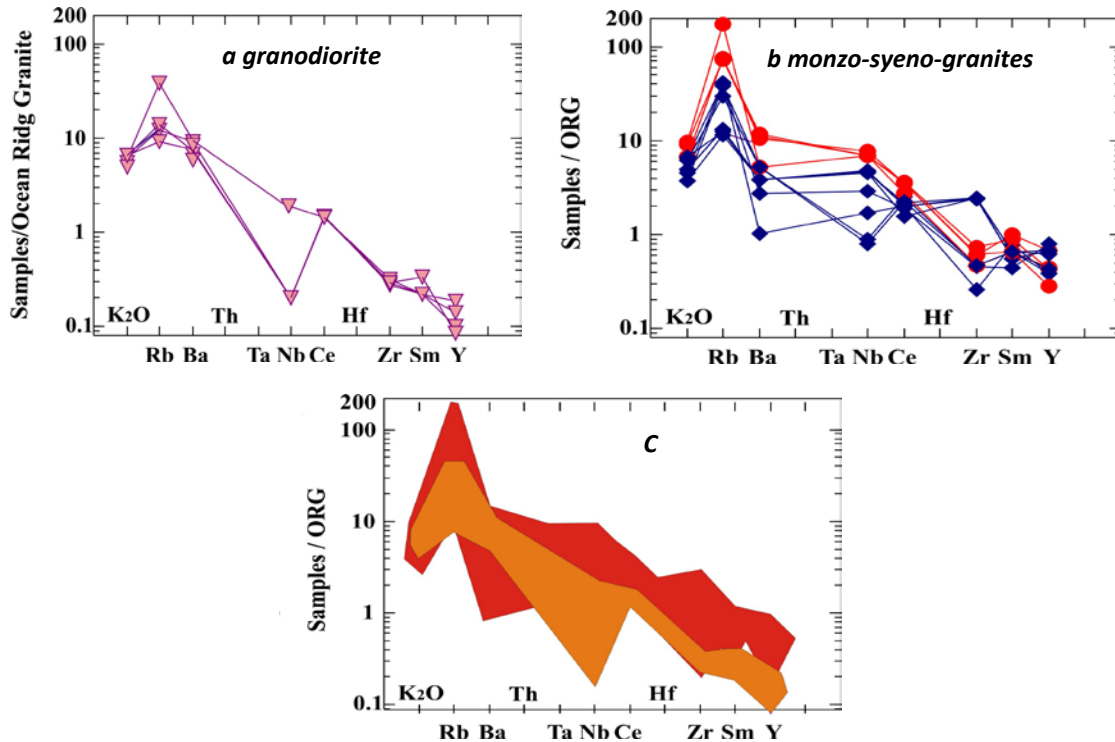 a granodiorite
Samples/Ocean Ridg Granite
200
100
10
1
0.1
K2O Th Hf
Rb Ba Ta Nb Ce Zr Sm Y
b monzo-syeno-granites
Samples / ORG
200
100
10
1
0.1
K2O Th Hf
Rb Ba Ta Nb Ce Zr Sm Y
C
Samples / ORG
200
100
10
1
0.1
K2O Th Hf
Rb Ba Ta Nb Ce Zr Sm Y